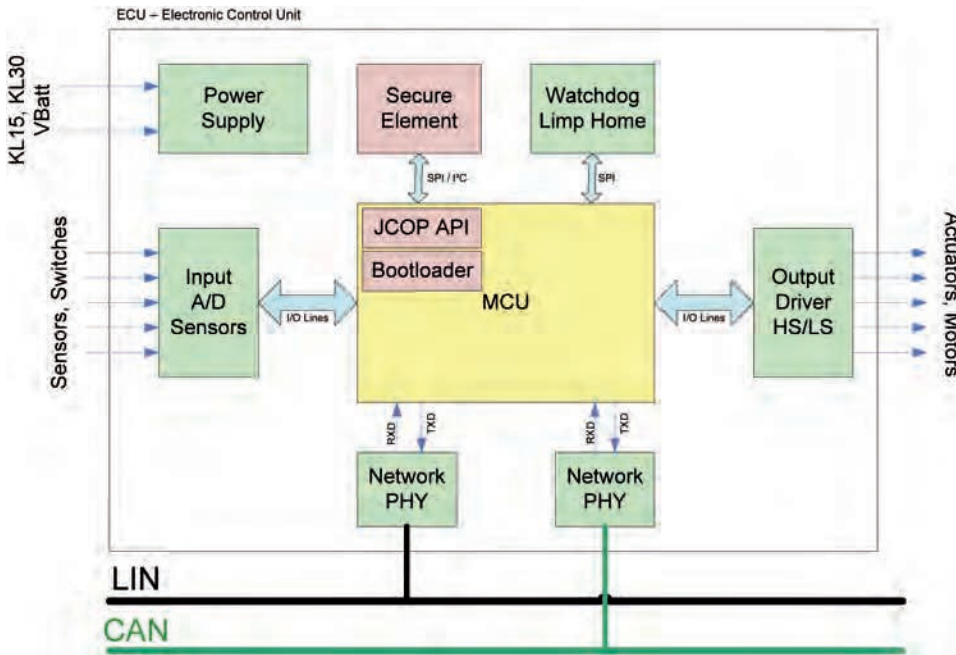 ECU – Electronic Control Unit
KL15, KL30
VBatt
Power
Supply
Secure
Element
Watchdog
Limp Home
SPI / I²C
SPI
JCOP API
Bootloader
MCU
Sensors, Switches
Input
A/D
Sensors
I/O Lines
I/O Lines
Output
Driver
HS/LS
Actuators, Motors
RXD
TXD
RXD
TXD
Network
PHY
Network
PHY
LIN
CAN